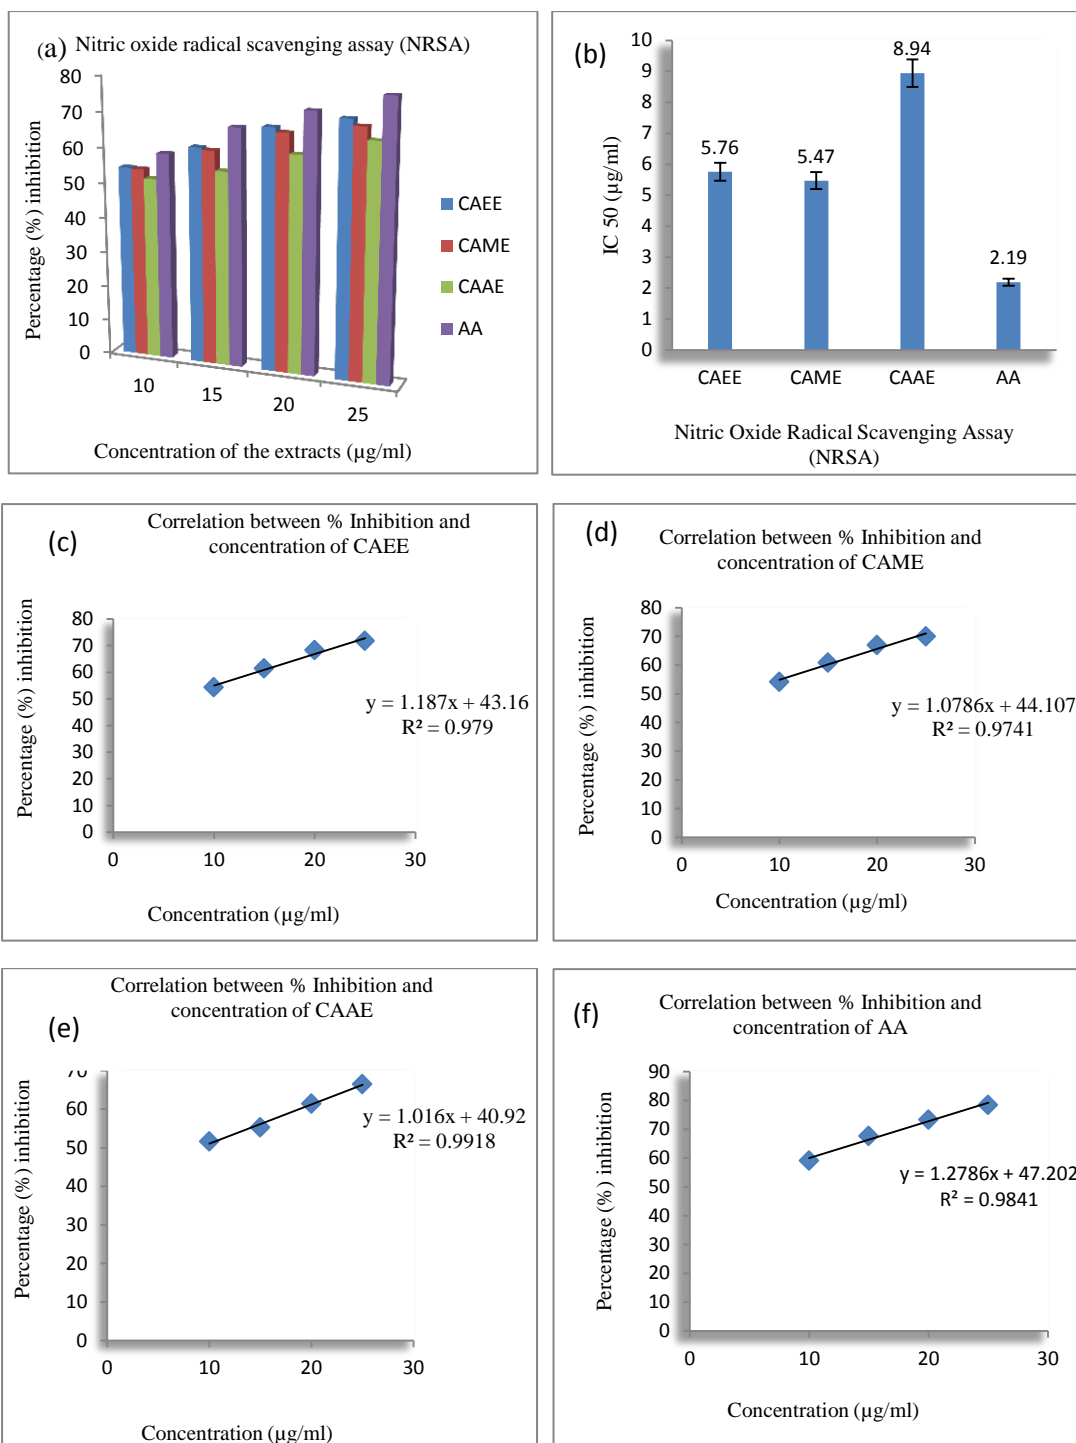 (a) Nitric oxide radical scavenging assay (NRSA)
Percentage (%) inhibition
80
70
60
50
40
30
20
10
0
10
15
20
25
Concentration of the extracts (µg/ml)
CAEE
CAME
CAAE
AA
(b)
IC 50 (µg/ml)
10
9
8
7
6
5
4
3
2
1
0
5.76
5.47
8.94
2.19
CAEE CAME CAAE AA
Nitric Oxide Radical Scavenging Assay
(NRSA)
(c)
Correlation between % Inhibition and
concentration of CAEE
Percentage (%) inhibition
80
70
60
50
40
30
20
10
0
y = 1.187x + 43.16
R² = 0.979
0 10 20 30
Concentration (µg/ml)
(d)
Correlation between % Inhibition and
concentration of CAME
Percentage (%) inhibition
80
70
60
50
40
30
20
10
0
y = 1.0786x + 44.107
R² = 0.9741
0 10 20 30
Concentration (µg/ml)
(e)
Correlation between % Inhibition and
concentration of CAAE
Percentage (%) inhibition
70
60
50
40
30
20
10
0
y = 1.016x + 40.92
R² = 0.9918
0 10 20 30
Concentration (µg/ml)
(f)
Correlation between % Inhibition and
concentration of AA
Percentage (%) inhibition
90
80
70
60
50
40
30
20
10
0
y = 1.2786x + 47.202
R² = 0.9841
0 10 20 30
Concentration (µg/ml)